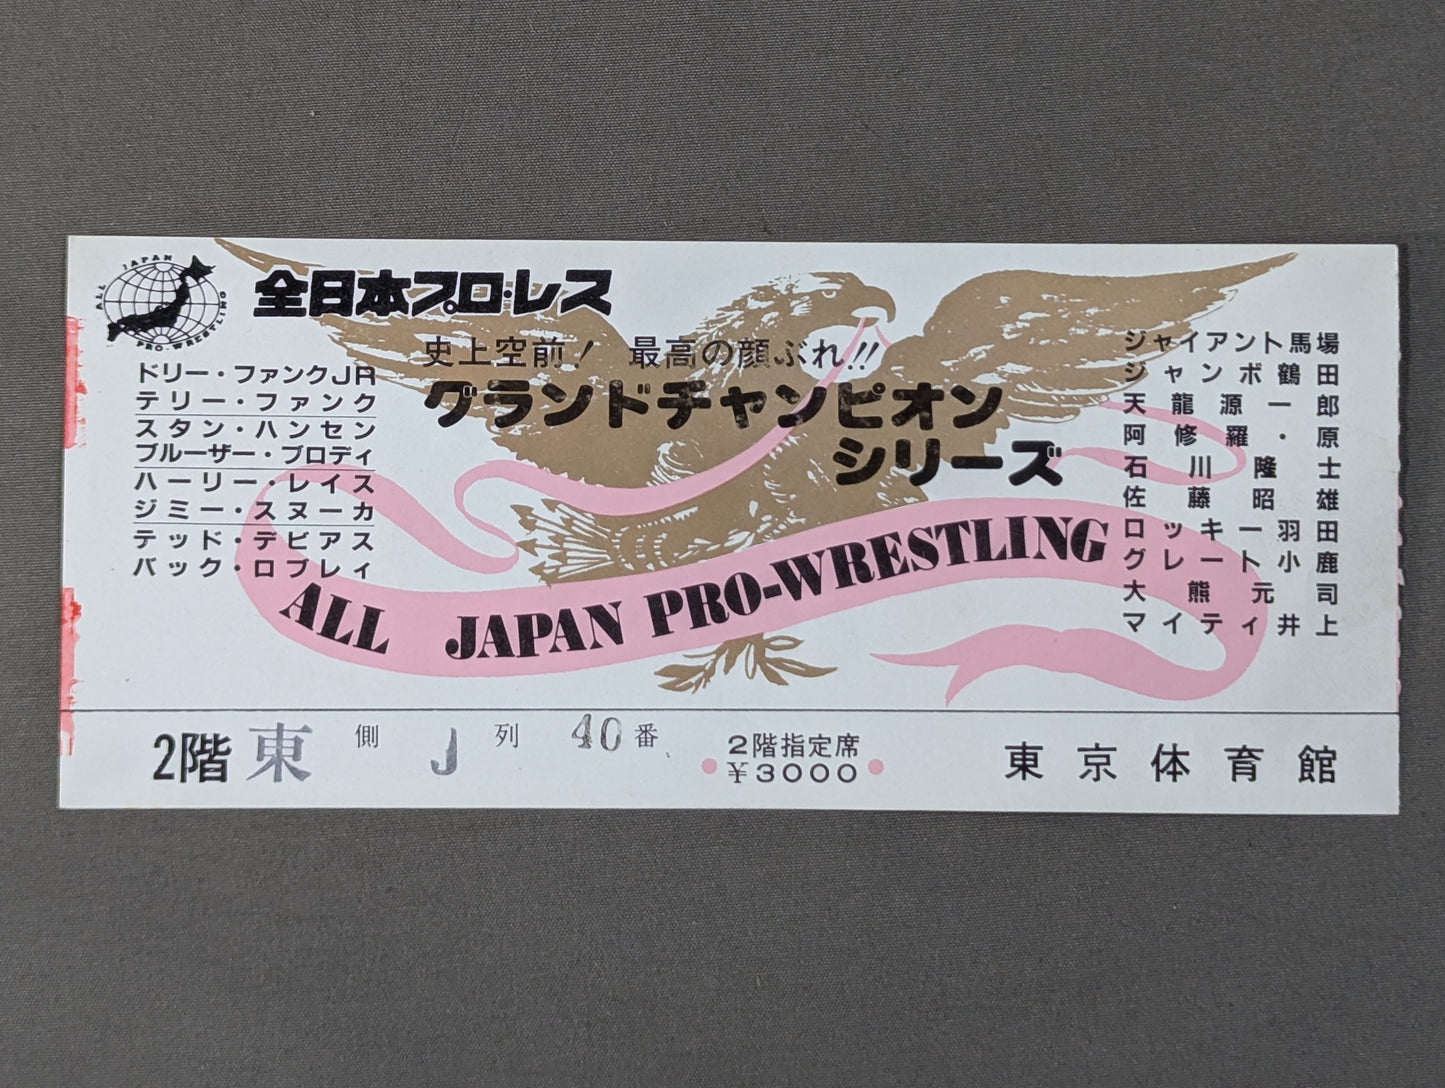 ALL JAPAN PRO-WRESTLING
全日本プロ・レス
史上空前！ 最高の顔ぶれ!!
グランドチャンピオン
シリーズ
ドリー・ファンクJR
テリー・ファンク
スタン・ハンセン
ブルーザー・ブロディ
ハーリー・レイス
ジミー・スヌーカ
テッド・デビアス
バック・ロブレイ
ジャイアント馬場
ジャンボ鶴田
天龍源一郎
阿修羅・原
石川隆士
佐藤昭雄
ロッキー羽田
グレート小鹿
大熊元司
マイティ井上
ALL JAPAN PRO-WRESTLING
2階 東 側 J 列 40 番
2階指定席
¥3000
東京体育館